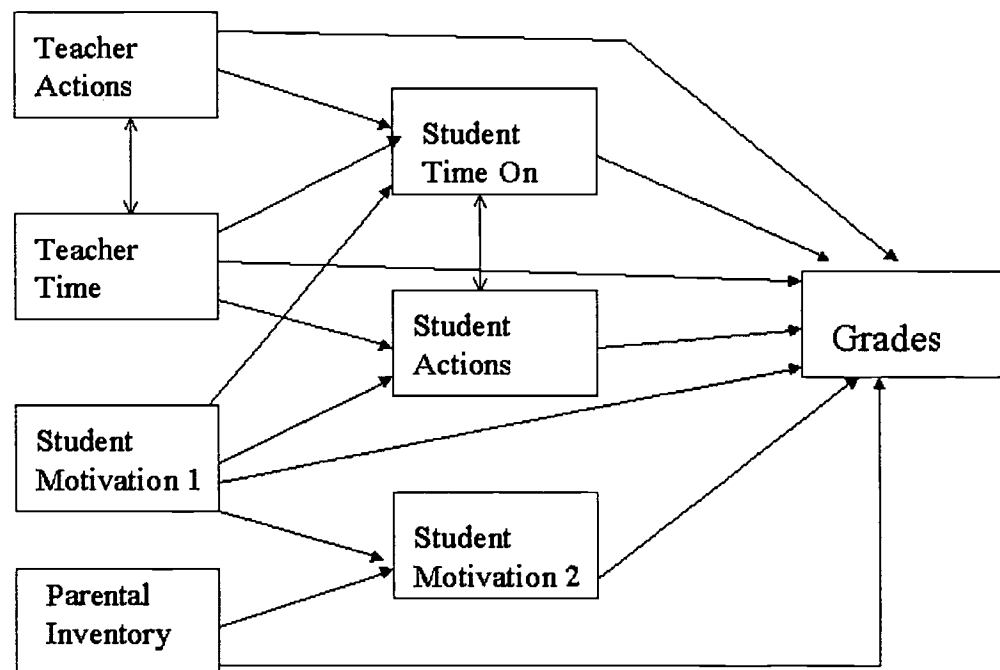 Teacher
Actions
Student
Time On
Teacher
Time
Student
Actions
Grades
Student
Motivation 1
Student
Motivation 2
Parental
Inventory